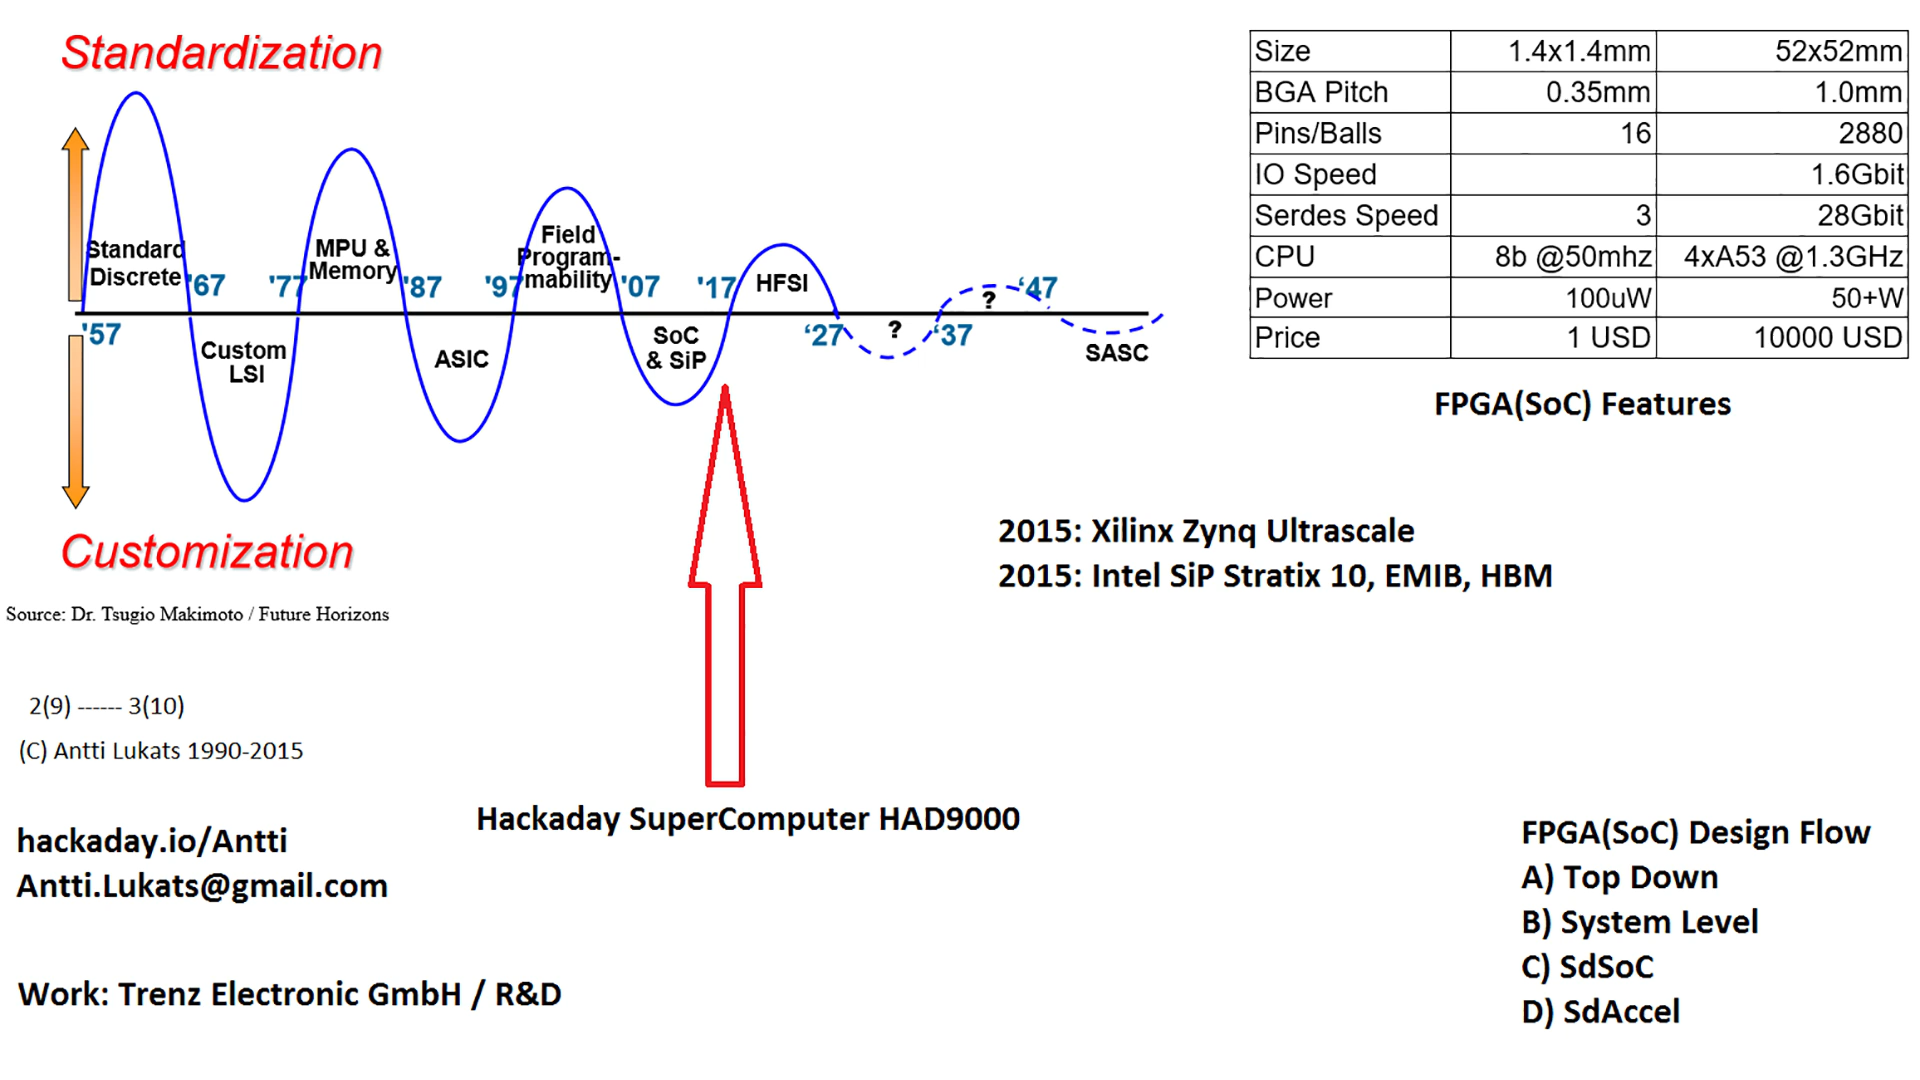 Standardization
Standard
Discrete
'57
'67
Custom
LSI
'77
MPU &
Memory
'87
ASIC
'97
Field
Program-
mability
'07
SoC
& SiP
'17
HFSI
‘27
?
‘37
?
‘47
SASC
Customization
Source: Dr. Tsugio Makimoto / Future Horizons
Size 1.4x1.4mm 52x52mm
BGA Pitch 0.35mm 1.0mm
Pins/Balls 16 2880
IO Speed 1.6Gbit
Serdes Speed 3 28Gbit
CPU 8b @50mhz 4xA53 @1.3GHz
Power 100uW 50+W
Price 1 USD 10000 USD
FPGA(SoC) Features
2015: Xilinx Zynq Ultrascale
2015: Intel SiP Stratix 10, EMIB, HBM
2(9) ------ 3(10)
(C) Antti Lukats 1990-2015
hackaday.io/Antti
Antti.Lukats@gmail.com
Work: Trenz Electronic GmbH / R&D
Hackaday SuperComputer HAD9000
FPGA(SoC) Design Flow
A) Top Down
B) System Level
C) SdSoC
D) SdAccel